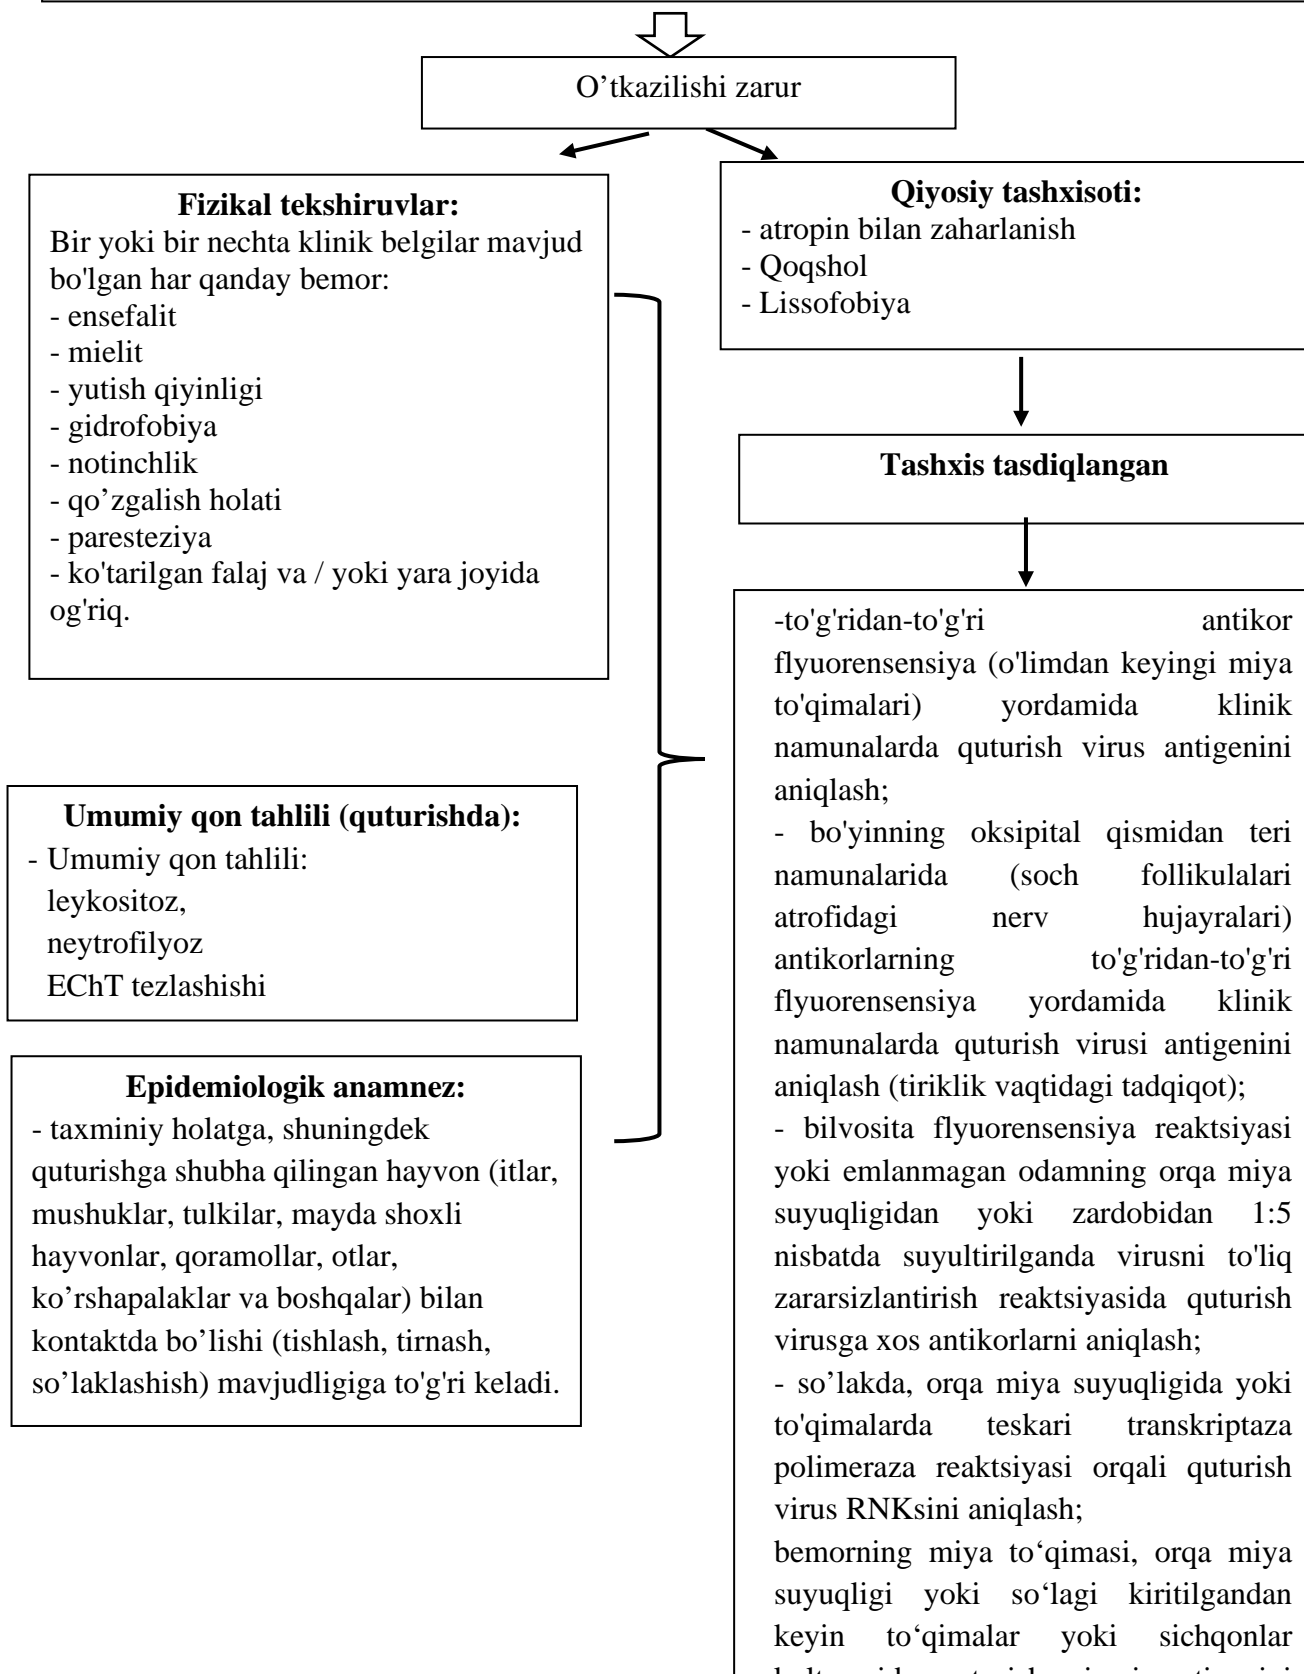 O’tkazilishi zarur
Fizikal tekshiruvlar:
Bir yoki bir nechta klinik belgilar mavjud
bo'lgan har qanday bemor:
- ensefalit
- mielit
- yutish qiyinligi
- gidrofobiya
- notinchlik
- qo’zgalish holati
- paresteziya
- ko'tarilgan falaj va / yoki yara joyida
og'riq.
Umumiy qon tahlili (quturishda):
- Umumiy qon tahlili:
leykositoz,
neytrofilyoz
EChT tezlashishi
Epidemiologik anamnez:
- taxminiy holatga, shuningdek
quturishga shubha qilingan hayvon (itlar,
mushuklar, tulkilar, mayda shoxli
hayvonlar, qoramollar, otlar,
ko’rshapalaklar va boshqalar) bilan
kontaktda bo’lishi (tishlash, tirnash,
so’laklashish) mavjudligiga to'g'ri keladi.
Qiyosiy tashxisoti:
- atropin bilan zaharlanish
- Qoqshol
- Lissofobiya
Tashxis tasdiqlangan
-to'g'ridan-to'g'ri antikor
flyuorensensiya (o'limdan keyingi miya
to'qimalari) yordamida klinik
namunalarda quturish virus antigenini
aniqlash;
- bo'yinning oksipital qismidan teri
namunalarida (soch follikulalari
atrofidagi nerv hujayralari)
antikorlarning to'g'ridan-to'g'ri
flyuorensensiya yordamida klinik
namunalarda quturish virusi antigenini
aniqlash (tiriklik vaqtidagi tadqiqot);
- bilvosita flyuorensensiya reaktsiyasi
yoki emlanmagan odamning orqa miya
suyuqligidan yoki zardobidan 1:5
nisbatda suyultirilganda virusni to'liq
zararsizlantirish reaktsiyasida quturish
virusga xos antikorlarni aniqlash;
- so’lakda, orqa miya suyuqligida yoki
to'qimalarda teskari transkriptaza
polimeraza reaktsiyasi orqali quturish
virus RNKsini aniqlash;
bemorning miya to‘qimasi, orqa miya
suyuqligi yoki so‘lagi kiritilgandan
keyin to‘qimalar yoki sichqonlar